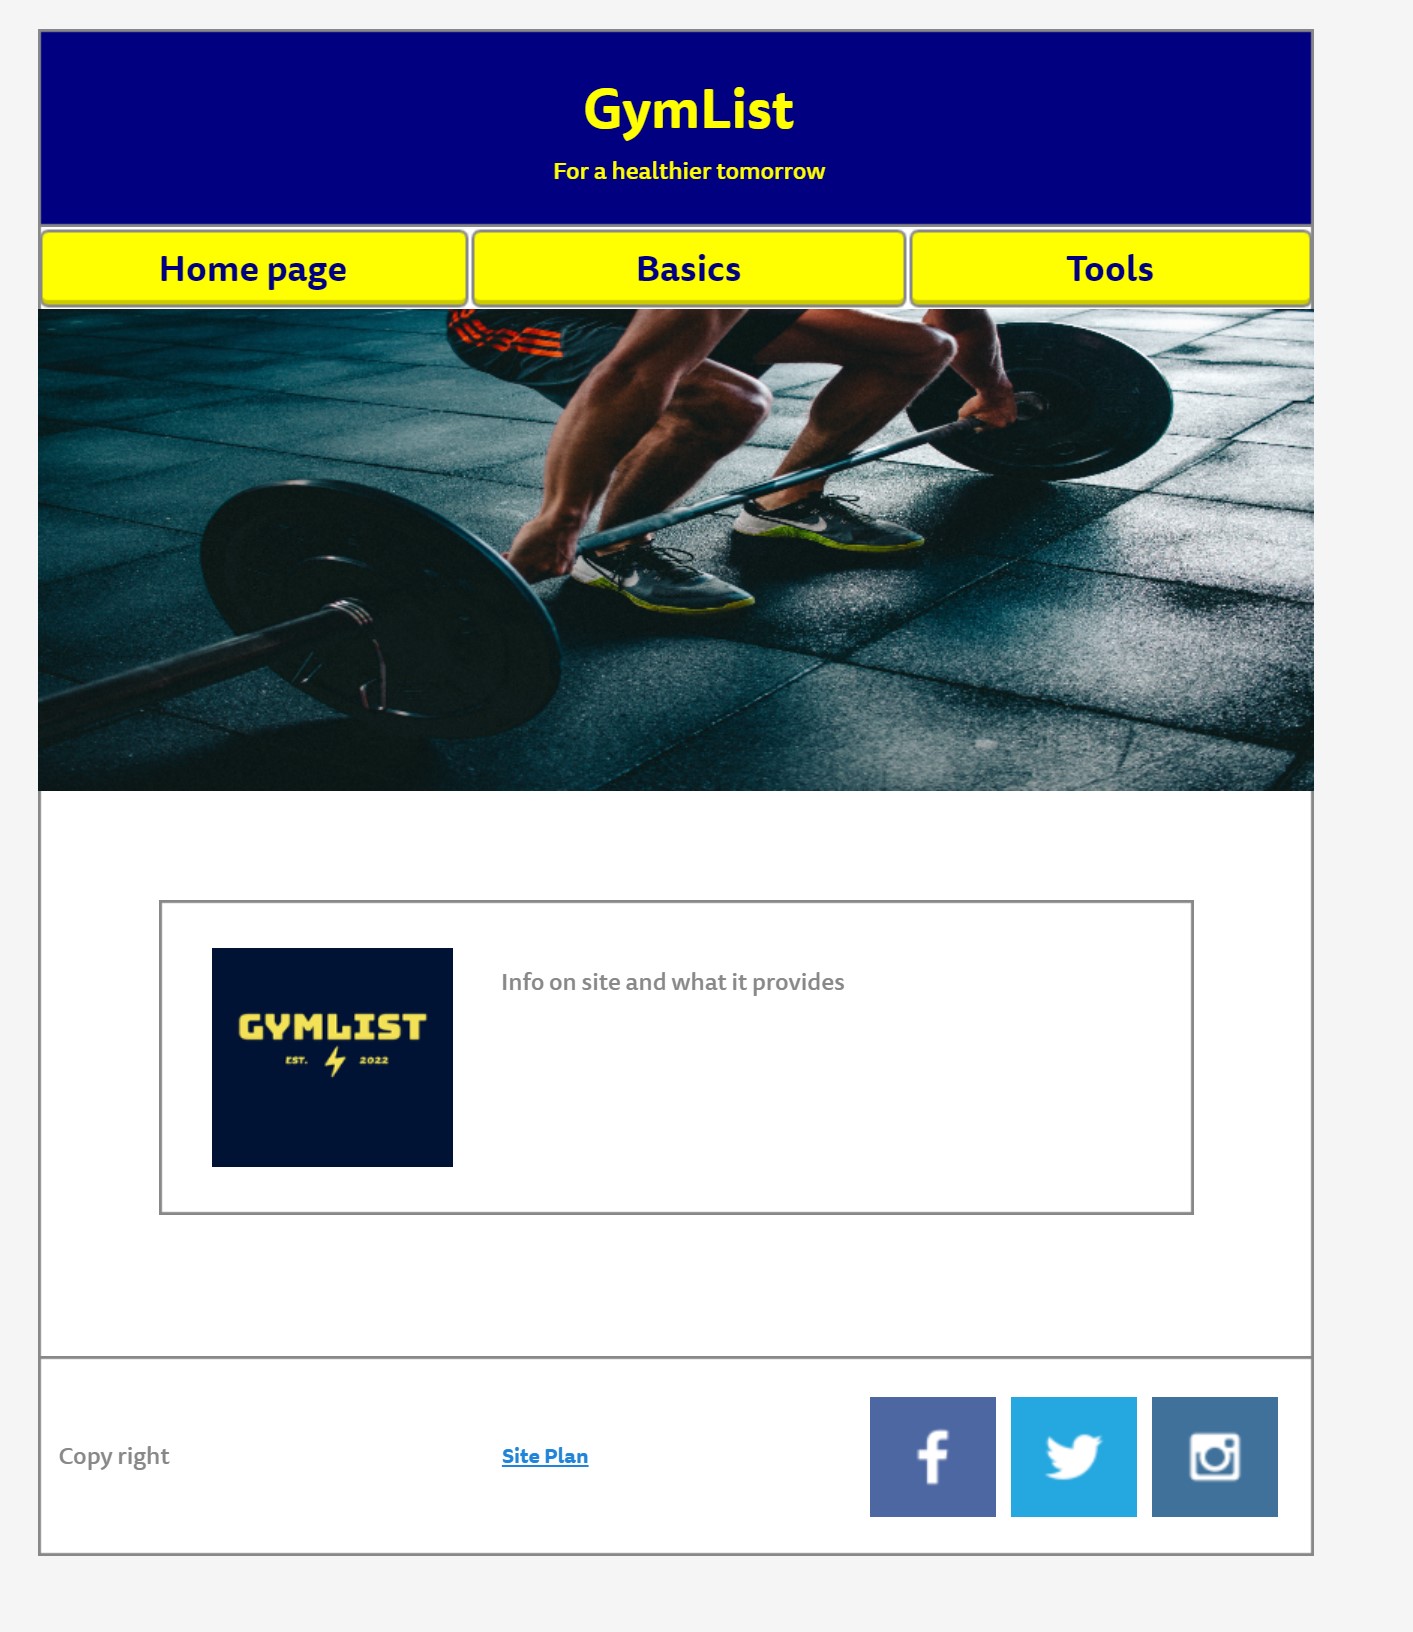 GymList
For a healthier tomorrow
Home page
Basics
Tools
GYMLIST
EST. 2022
Info on site and what it provides
Copy right
Site Plan